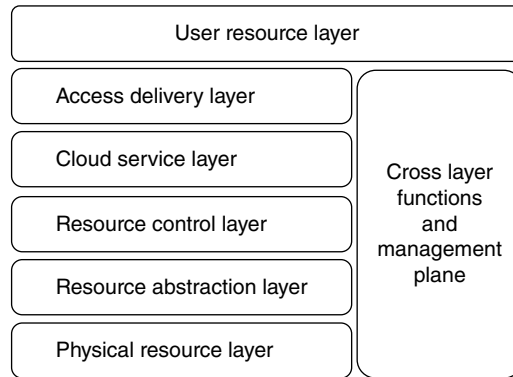 User resource layer
Access delivery layer
Cloud service layer
Resource control layer
Resource abstraction layer
Physical resource layer
Cross layer
functions
and
management
plane